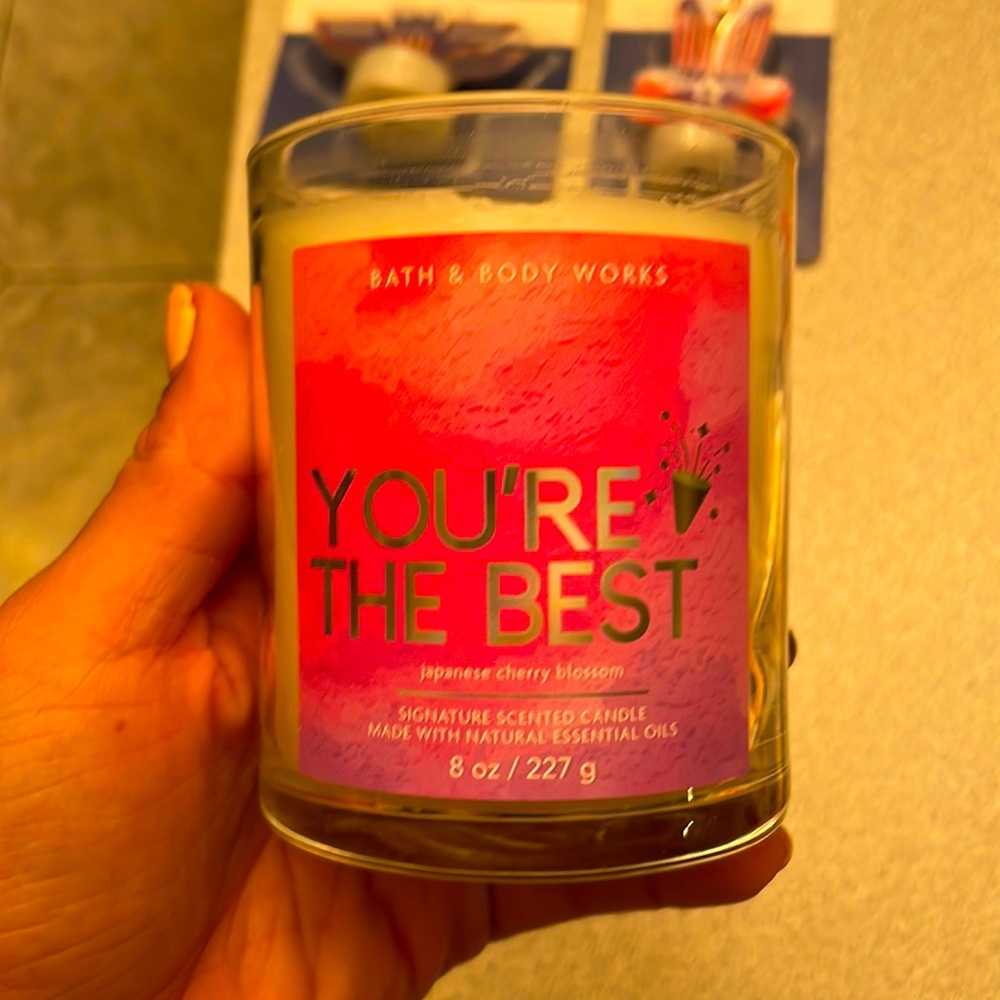 BATH & BODY WORKS
YOU'RE
THE BEST
japanese cherry blossom
SIGNATURE SCENTED CANDLE
MADE WITH NATURAL ESSENTIAL OILS
8 oz / 227 g